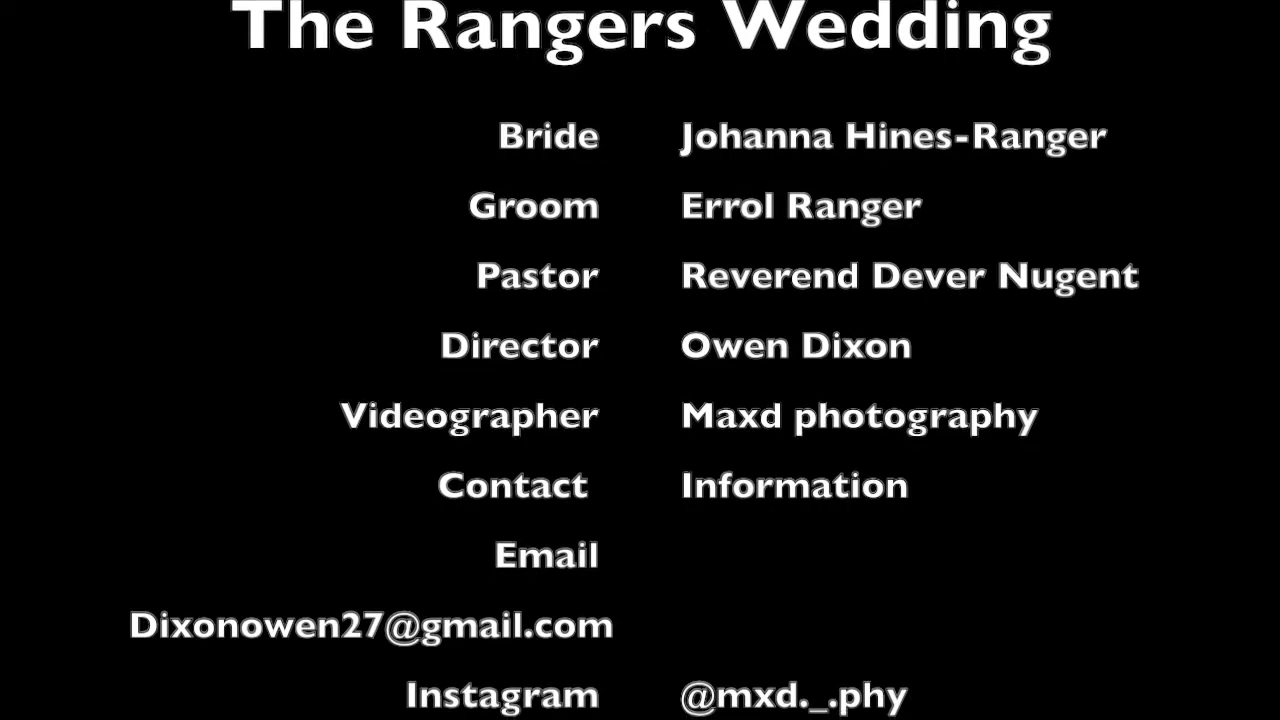 The Rangers Wedding
Bride Johanna Hines-Ranger
Groom Errol Ranger
Pastor Reverend Dever Nugent
Director Owen Dixon
Videographer Maxd photography
Contact Information
Email
Dixonowen27@gmail.com
Instagram @mxd._.phy